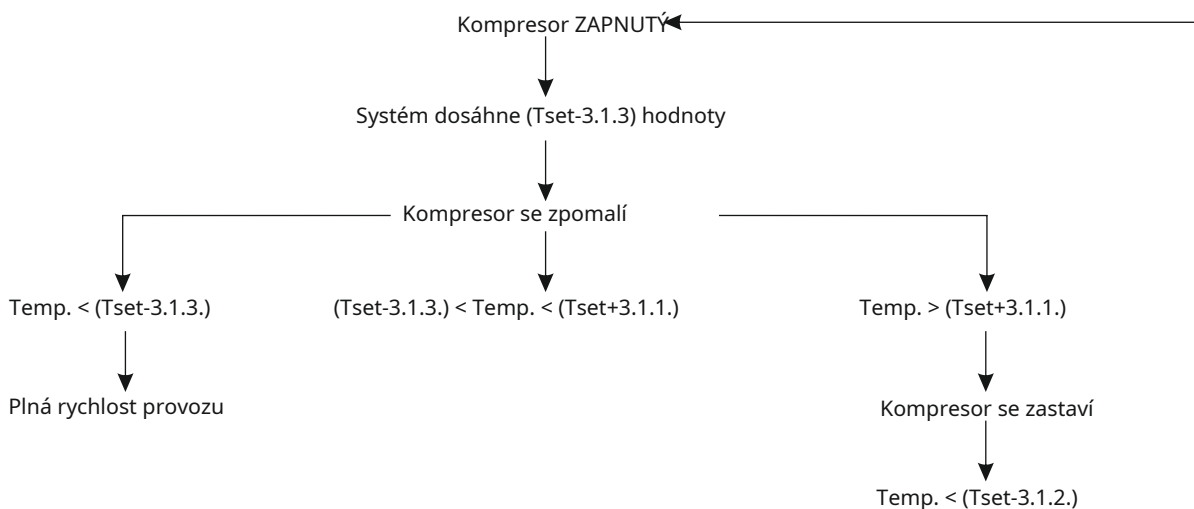 Kompresor ZAPNUTÝ
Systém dosáhne (Tset-3.1.3) hodnoty
Kompresor se zpomalí
Temp. < (Tset-3.1.3.)
(Tset-3.1.3.) < Temp. < (Tset+3.1.1.)
Temp. > (Tset+3.1.1.)
Plná rychlost provozu
Kompresor se zastaví
Temp. < (Tset-3.1.2.)